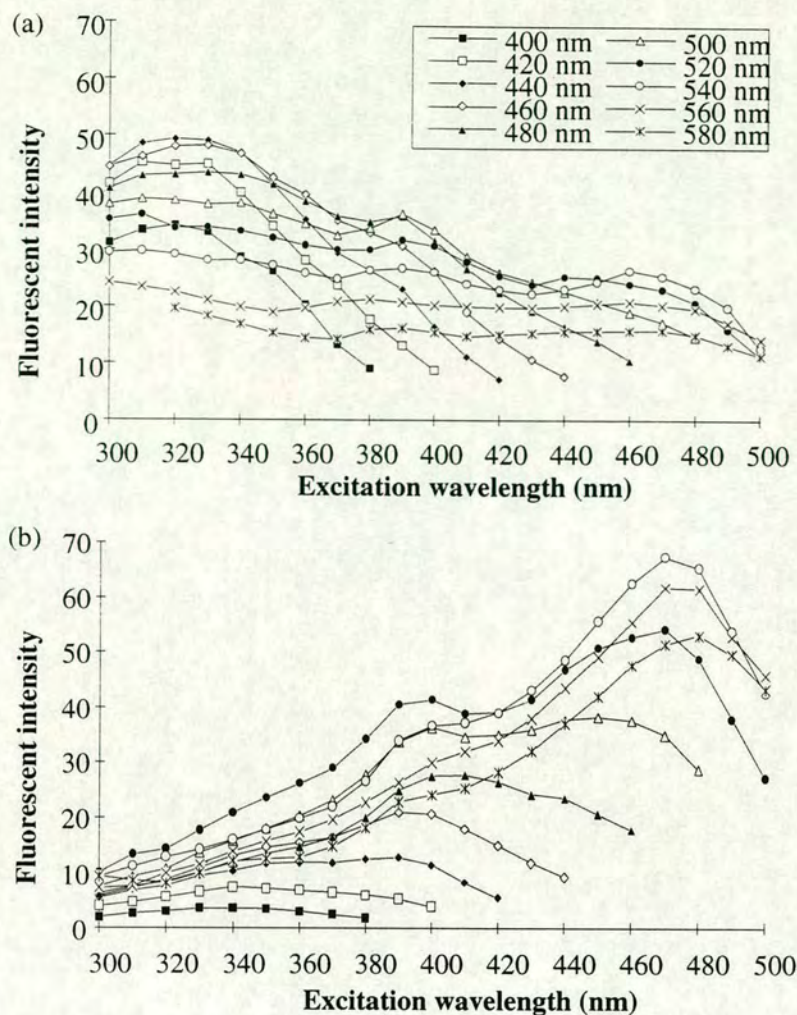 (a)
70
60
50
40
30
20
10
0
Fluorescent intensity
400 nm 500 nm
420 nm 520 nm
440 nm 540 nm
460 nm 560 nm
480 nm 580 nm
300 320 340 360 380 400 420 440 460 480 500
Excitation wavelength (nm)
(b)
70
60
50
40
30
20
10
0
Fluorescent intensity
300 320 340 360 380 400 420 440 460 480 500
Excitation wavelength (nm)